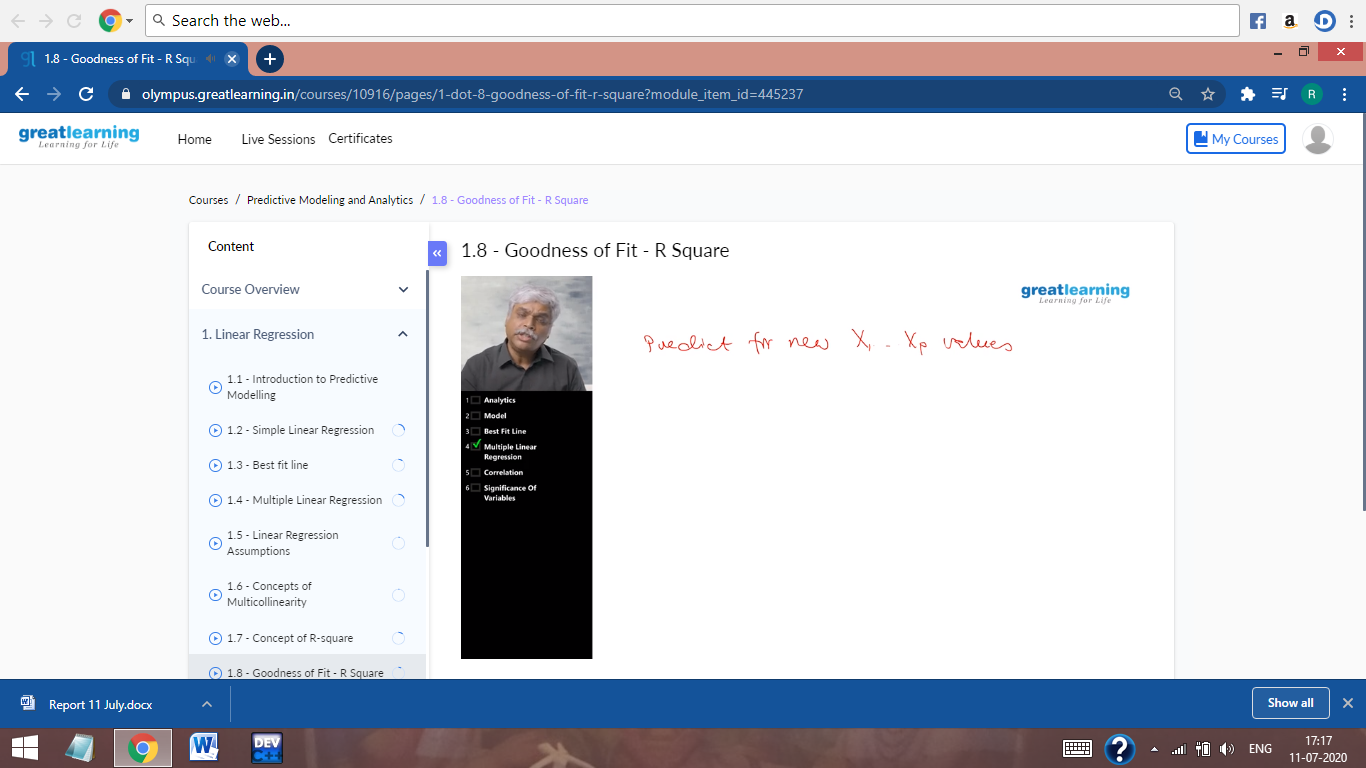 Search the web...
1.8 - Goodness of Fit - R Squ
olympus.greatlearning.in/courses/10916/pages/1-dot-8-goodness-of-fit-r-square?module_item_id=445237
R
greatlearning
Learning for Life
Home
Live Sessions
Certificates
My Courses
Courses / Predictive Modeling and Analytics / 1.8 - Goodness of Fit - R Square
Content
Course Overview
1. Linear Regression
1.1 - Introduction to Predictive
Modelling
1.2 - Simple Linear Regression
1.3 - Best fit line
1.4 - Multiple Linear Regression
1.5 - Linear Regression
Assumptions
1.6 - Concepts of
Multicollinearity
1.7 - Concept of R-square
1.8 - Goodness of Fit - R Square
«
1.8 - Goodness of Fit - R Square
1 Analytics
2 Model
3 Best Fit Line
4 Multiple Linear
Regression
5 Correlation
6 Significance Of
Variables
greatlearning
Learning for Life
Predict for new X1 - Xp values
Report 11 July.docx
Show all
DEV
C++
ENG
17:17
11-07-2020